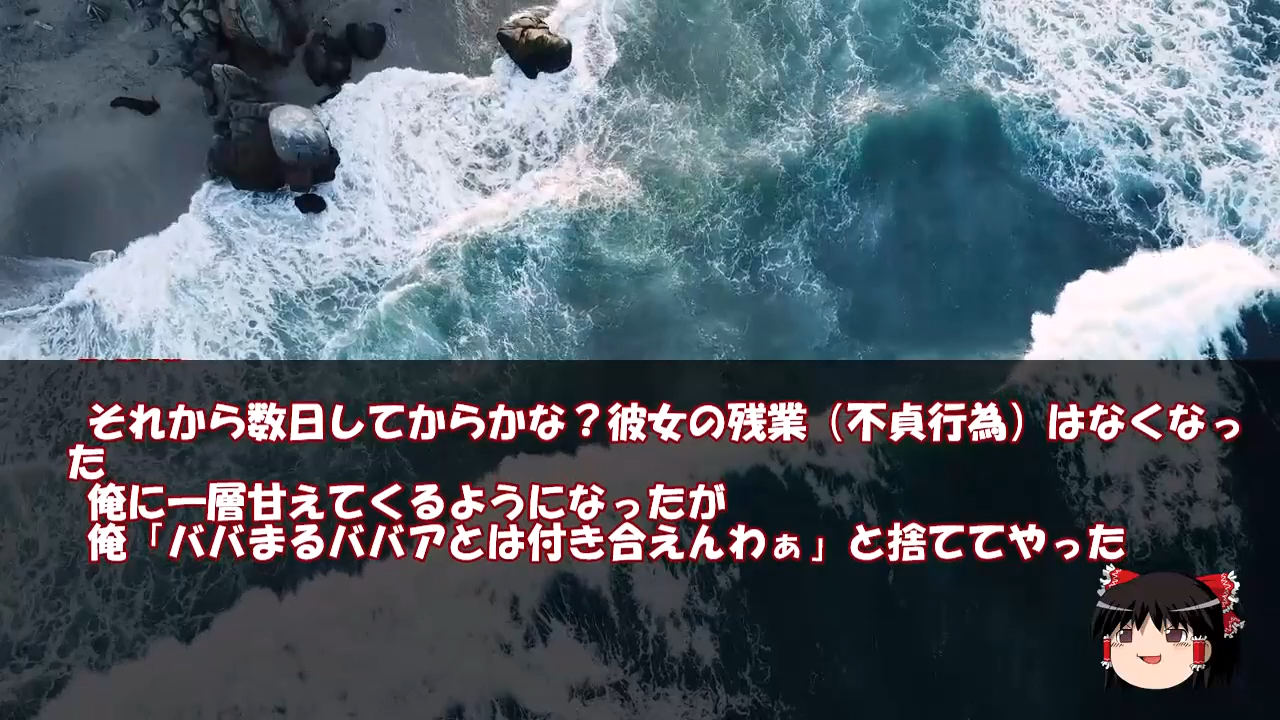 それから数日してからかな？彼女の残業（不貞行為）はなくなっ
た
俺に一層甘えてくるようになったが
俺「ババまるババアとは付き合えんわぁ」と捨ててやった